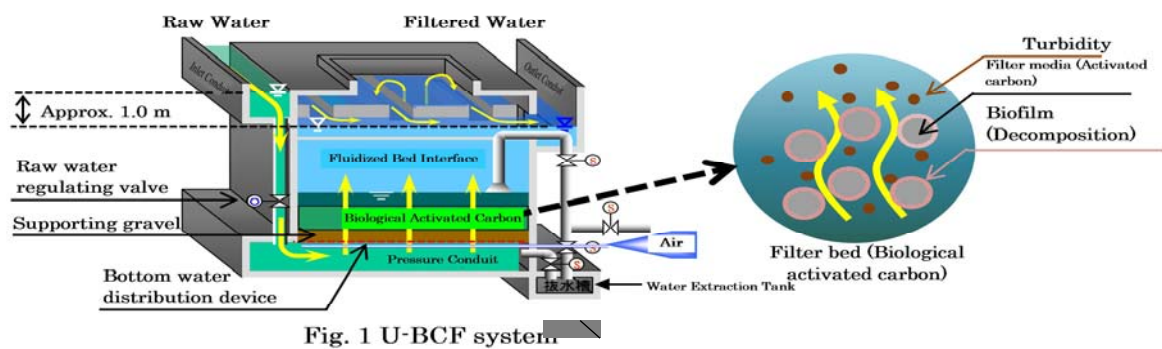 Raw Water
Filtered Water
Inlet Conduit
Outlet Conduit
Approx. 1.0 m
Raw water
regulating valve
Supporting gravel
Bottom water
distribution device
Fluidized Bed Interface
Biological Activated Carbon
Pressure Conduit
S
S
S
S
S
Air
抜水槽
Water Extraction Tank
Turbidity
Filter media (Activated
carbon)
Biofilm
(Decomposition)
Filter bed (Biological
activated carbon)
Fig. 1 U-BCF system